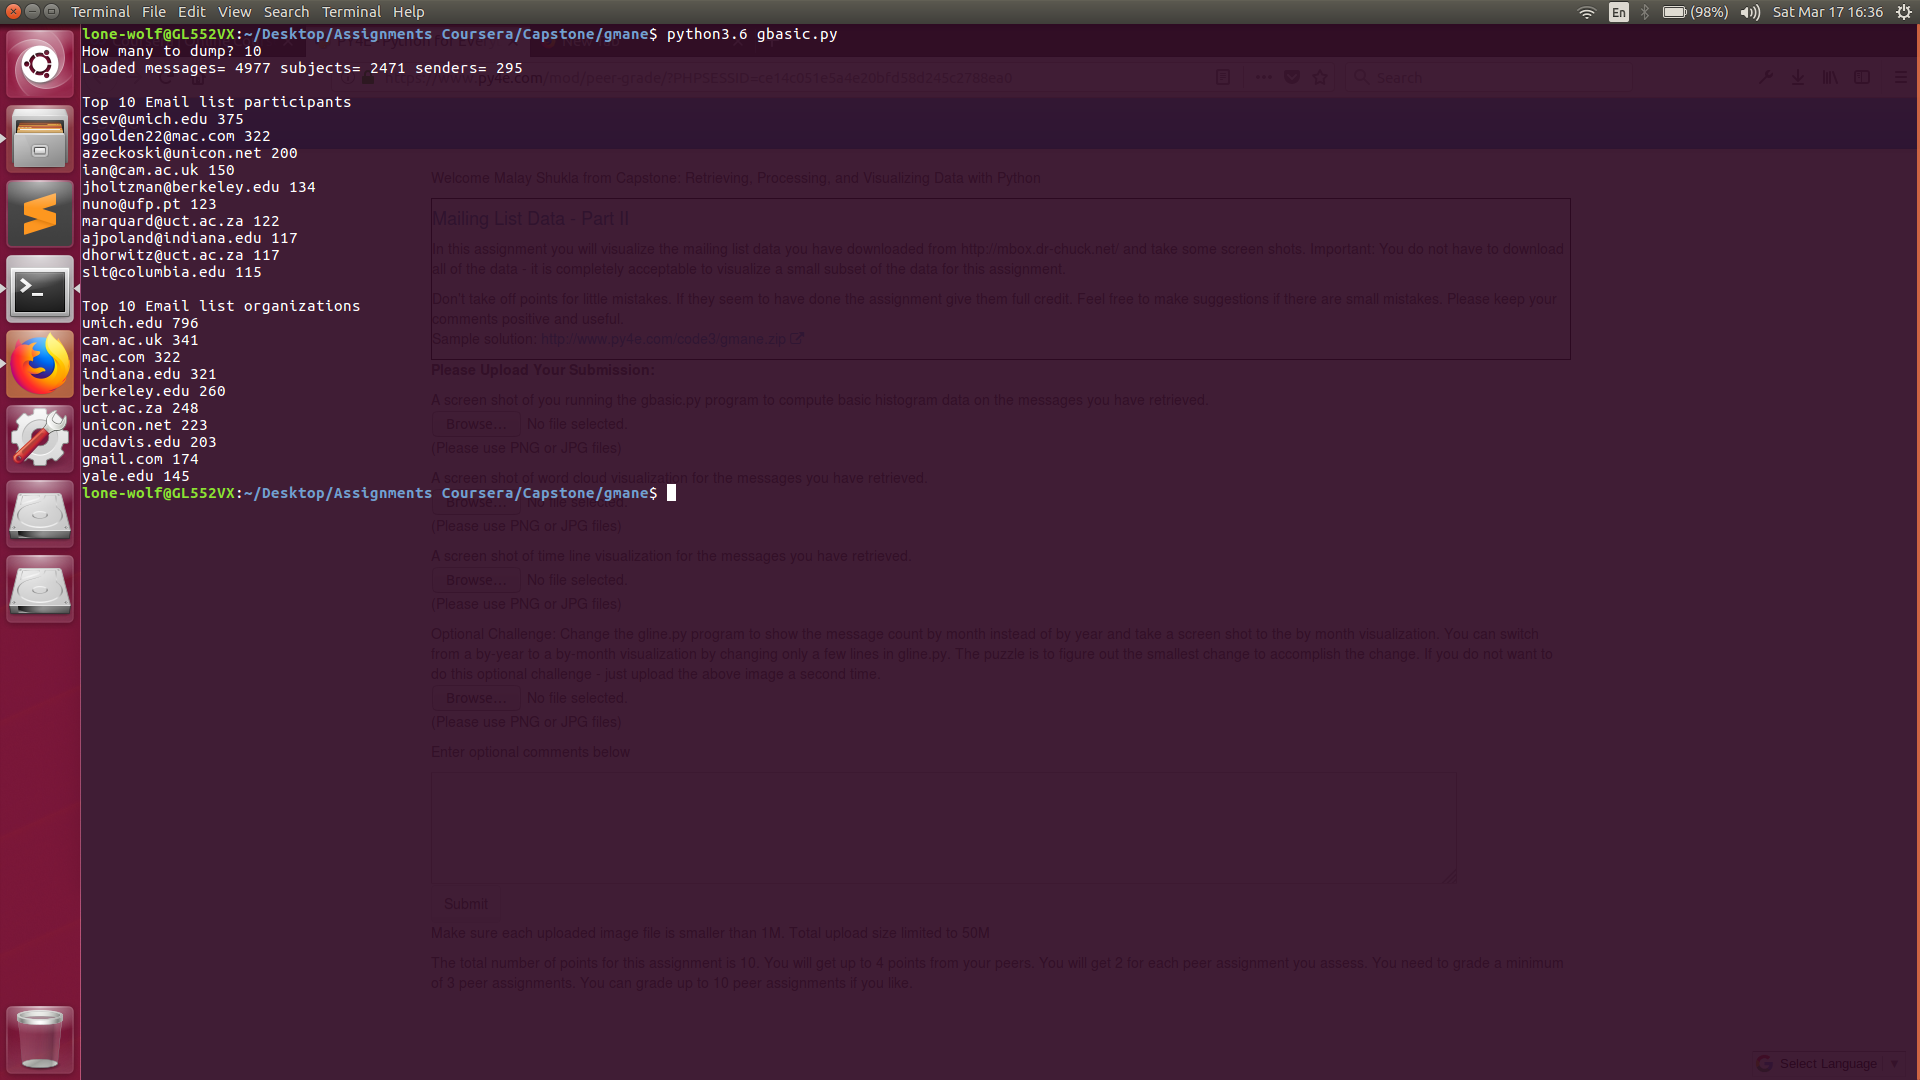 Terminal File Edit View Search Terminal Help
En (98%) Sat Mar 17 16:36
lone-wolf@GL552VX:~/Desktop/Assignments Coursera/Capstone/gmane$ python3.6 gbasic.py
How many to dump? 10
Loaded messages= 4977 subjects= 2471 senders= 295
Search
Top 10 Email list participants
csev@umich.edu 375
ggolden22@mac.com 322
azeckoski@unicon.net 200
ian@cam.ac.uk 150
jholtzman@berkeley.edu 134
nuno@ufp.pt 123
marquard@uct.ac.za 122
ajpoland@indiana.edu 117
dhorwitz@uct.ac.za 117
slt@columbia.edu 115
Top 10 Email list organizations
umich.edu 796
cam.ac.uk 341
mac.com 322
indiana.edu 321
berkeley.edu 260
uct.ac.za 248
unicon.net 223
ucdavis.edu 203
gmail.com 174
yale.edu 145
lone-wolf@GL552VX:~/Desktop/Assignments Coursera/Capstone/gmane$
Welcome Malay Shukla from Capstone: Retrieving, Processing, and Visualizing Data with Python
Mailing List Data - Part II
In this assignment you will visualize the mailing list data you have downloaded from http://mbox.dr-chuck.net/ and take some screen shots. Important: You do not have to download
all of the data - it is completely acceptable to visualize a small subset of the data for this assignment.
Don't take off points for little mistakes. If they seem to have done the assignment give them full credit. Feel free to make suggestions if there are small mistakes. Please keep your
comments positive and useful.
Sample solution: http://www.py4e.com/code3/gmane.zip
Please Upload Your Submission:
A screen shot of you running the gbasic.py program to compute basic histogram data on the messages you have retrieved.
Browse... No file selected.
(Please use PNG or JPG files)
A screen shot of word cloud visualization for the messages you have retrieved.
Browse... No file selected.
(Please use PNG or JPG files)
A screen shot of time line visualization for the messages you have retrieved.
Browse... No file selected.
(Please use PNG or JPG files)
Optional Challenge: Change the gline.py program to show the message count by month instead of by year and take a screen shot to the by month visualization. You can switch
from a by-year to a by-month visualization by changing only a few lines in gline.py. The puzzle is to figure out the smallest change to accomplish the change. If you do not want to
do this optional challenge - just upload the above image a second time.
Browse... No file selected.
(Please use PNG or JPG files)
Enter optional comments below
Submit
Make sure each uploaded image file is smaller than 1M. Total upload size limited to 50M
The total number of points for this assignment is 10. You will get up to 4 points from your peers. You will get 2 for each peer assignment you assess. You need to grade a minimum
of 3 peer assignments. You can grade up to 10 peer assignments if you like.
Select Language